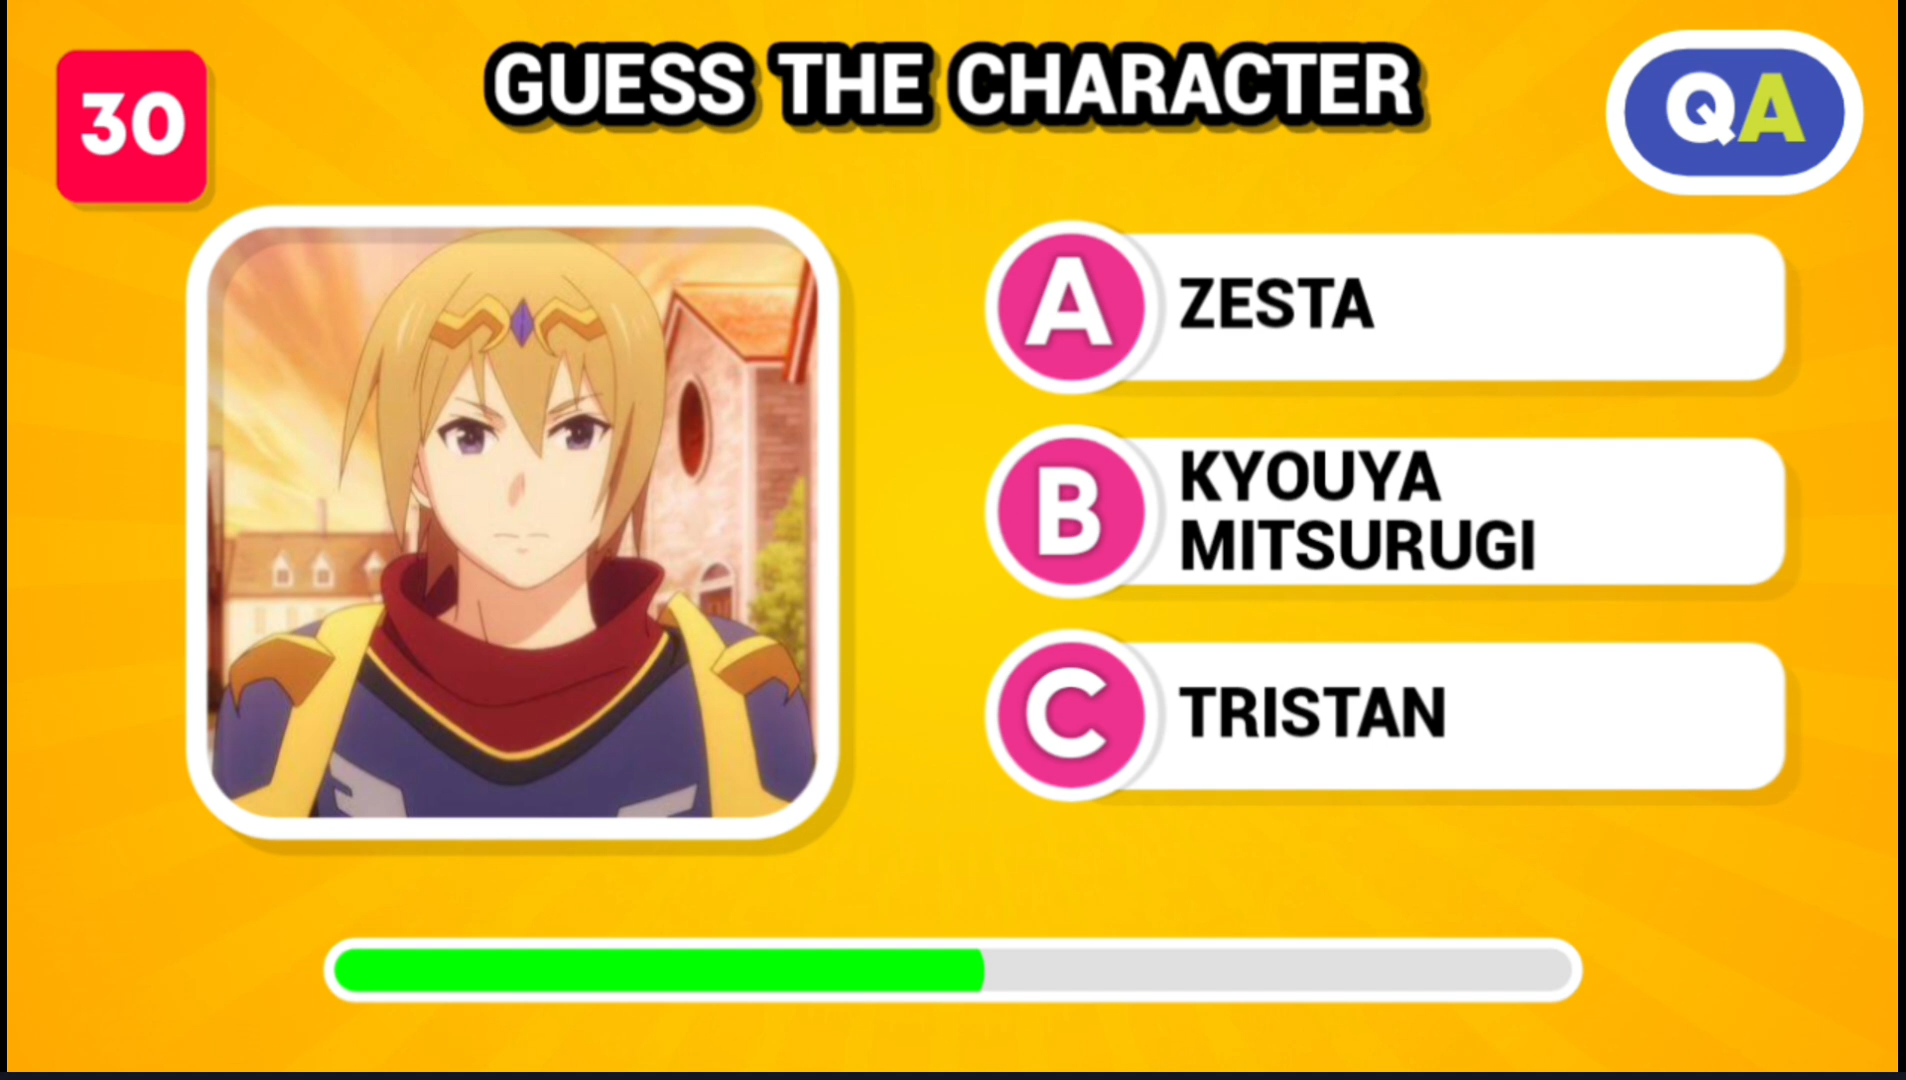 30
GUESS THE CHARACTER
QA
A
ZESTA
B
KYOUYA
MITSURUGI
C
TRISTAN